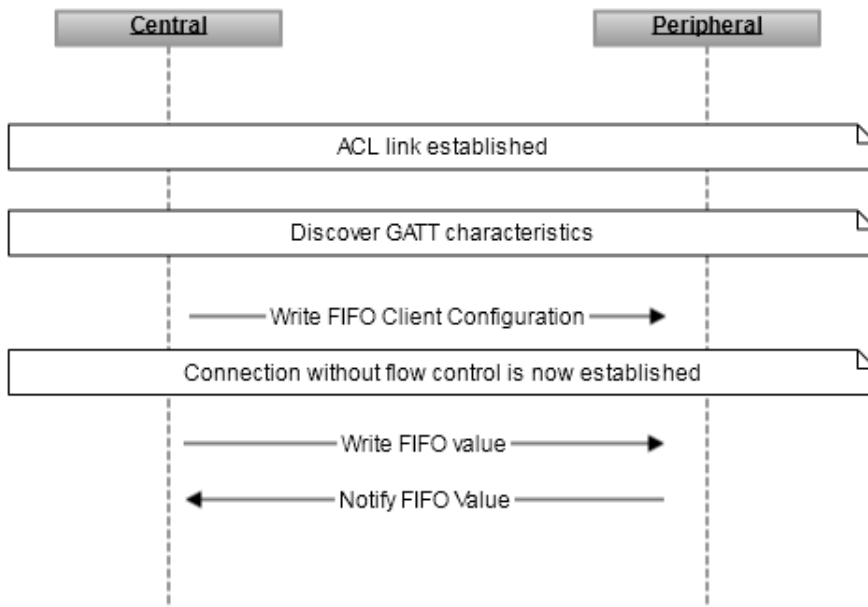 Central
Peripheral
ACL link established
Discover GATT characteristics
Write FIFO Client Configuration
Connection without flow control is now established
Write FIFO value
Notify FIFO Value